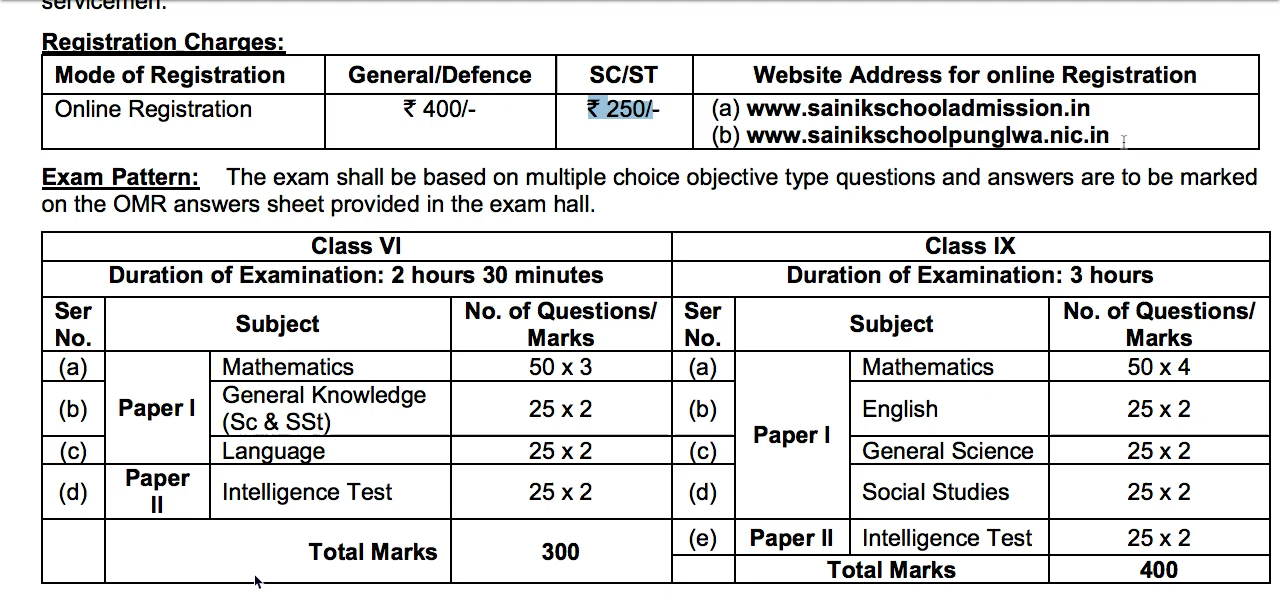 servicemen.
Registration Charges:
Mode of Registration General/Defence SC/ST Website Address for online Registration
Online Registration ₹ 400/- ₹ 250/- (a) www.sainikschooladmission.in
(b) www.sainikschoolpunglwa.nic.in
Exam Pattern: The exam shall be based on multiple choice objective type questions and answers are to be marked
on the OMR answers sheet provided in the exam hall.
Class VI Class IX
Duration of Examination: 2 hours 30 minutes Duration of Examination: 3 hours
Ser No. Subject No. of Questions/ Marks Ser No. Subject No. of Questions/ Marks
(a) Paper I Mathematics 50 x 3 (a) Paper I Mathematics 50 x 4
(b) General Knowledge (Sc & SSt) 25 x 2 (b) English 25 x 2
(c) Language 25 x 2 (c) General Science 25 x 2
(d) Paper II Intelligence Test 25 x 2 (d) Social Studies 25 x 2
Total Marks 300 (e) Paper II Intelligence Test 25 x 2
Total Marks 400